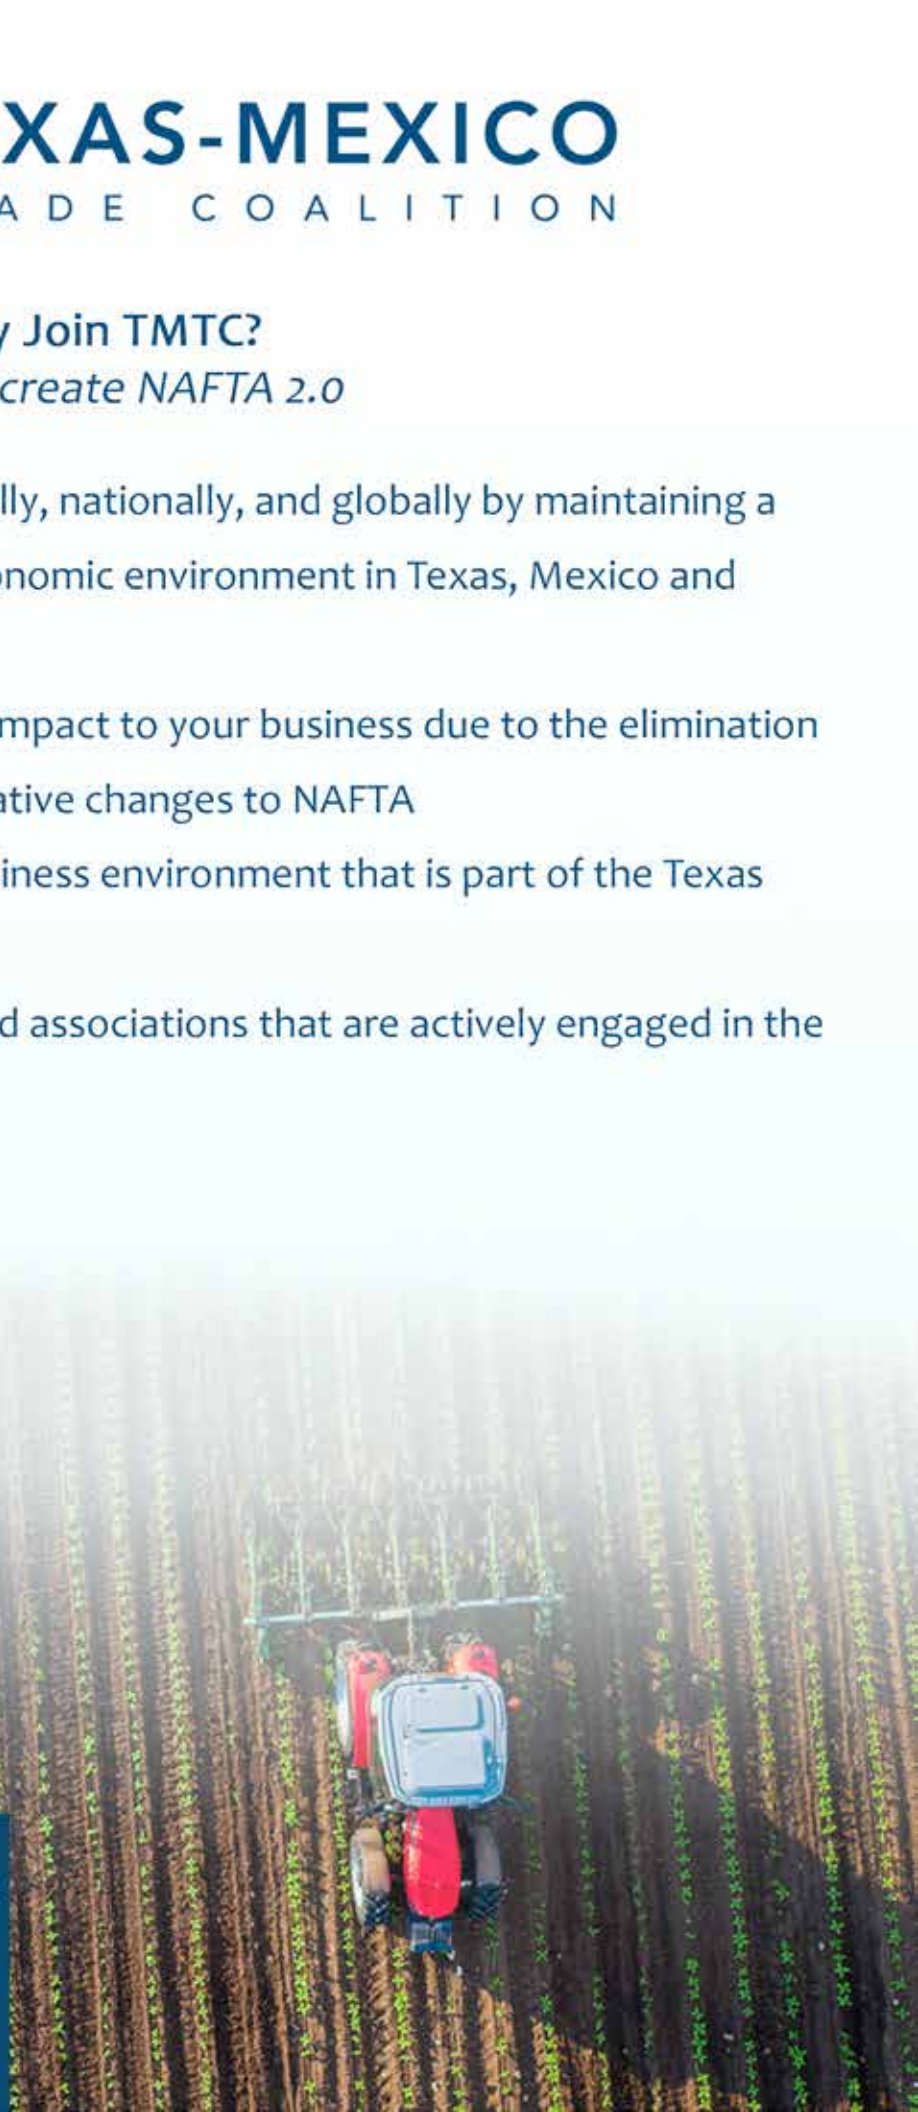 XAS-MEXICO
ADE COALITION
y Join TMTC?
create NAFTA 2.0
lly, nationally, and globally by maintaining a
onomic environment in Texas, Mexico and
mpact to your business due to the elimination
ative changes to NAFTA
iness environment that is part of the Texas
d associations that are actively engaged in the